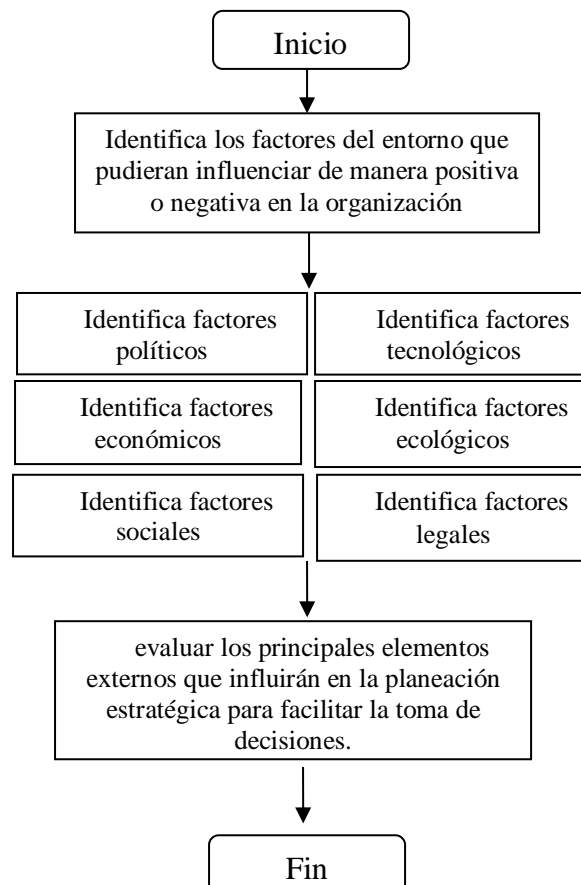 Inicio
Identifica los factores del entorno que
pudieran influenciar de manera positiva
o negativa en la organización
Identifica factores
políticos
Identifica factores
tecnológicos
Identifica factores
económicos
Identifica factores
ecológicos
Identifica factores
sociales
Identifica factores
legales
evaluar los principales elementos
externos que influirán en la planeación
estratégica para facilitar la toma de
decisiones.
Fin